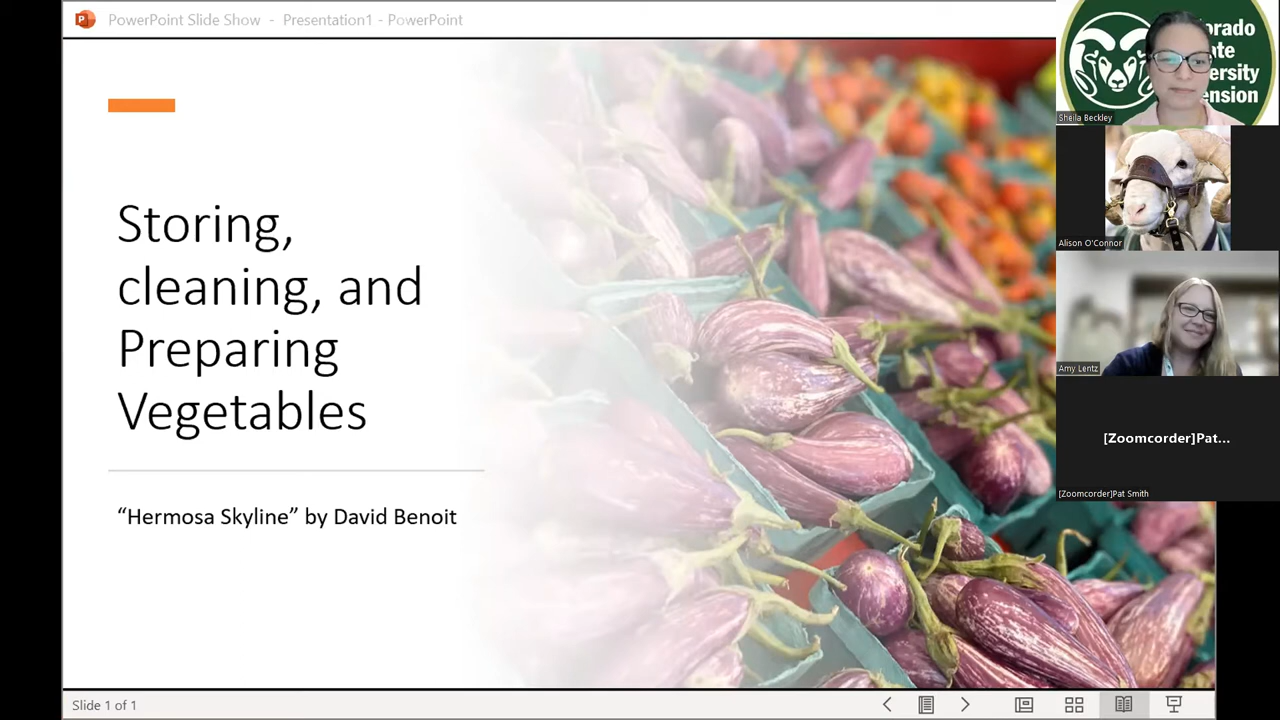 PowerPoint Slide Show - Presentation1 - PowerPoint
Storing,
cleaning, and
Preparing
Vegetables
“Hermosa Skyline” by David Benoit
Slide 1 of 1
Sheila Beckley
Alison O'Connor
Amy Lentz
[Zoomcorder]Pat...
[Zoomcorder]Pat Smith